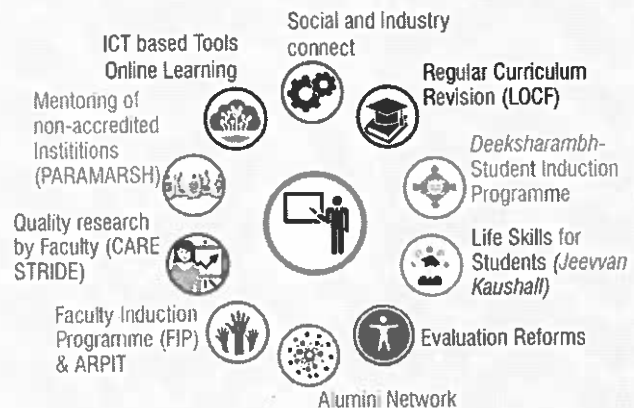 Social and Industry
connect
Regular Curriculum
Revision (LOCF)
Deeksharambh-
Student Induction
Programme
Life Skills for
Students (Jeevvan
Kaushall)
Evaluation Reforms
Alumini Network
Faculty Induction
Programme (FIP)
& ARPIT
Quality research
by Faculty (CARE
STRIDE)
Mentoring of
non-accredited
Instititions
(PARAMARSH)
ICT based Tools
Online Learning